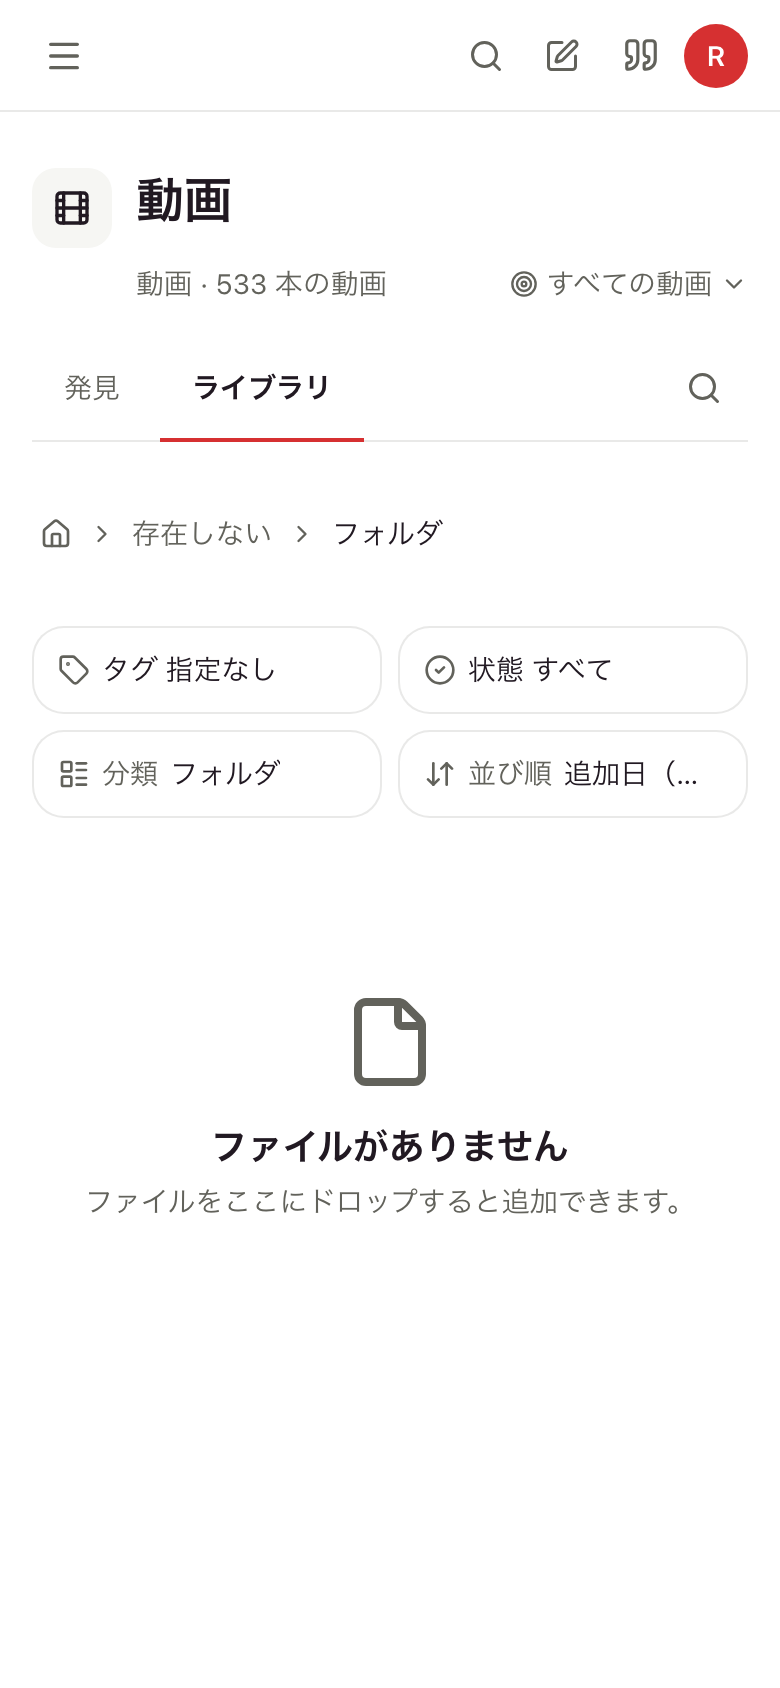 R
動画
動画 · 533 本の動画
すべての動画
発見
ライブラリ
存在しない
フォルダ
タグ 指定なし
状態 すべて
分類 フォルダ
並び順 追加日（...
ファイルがありません
ファイルをここにドロップすると追加できます。